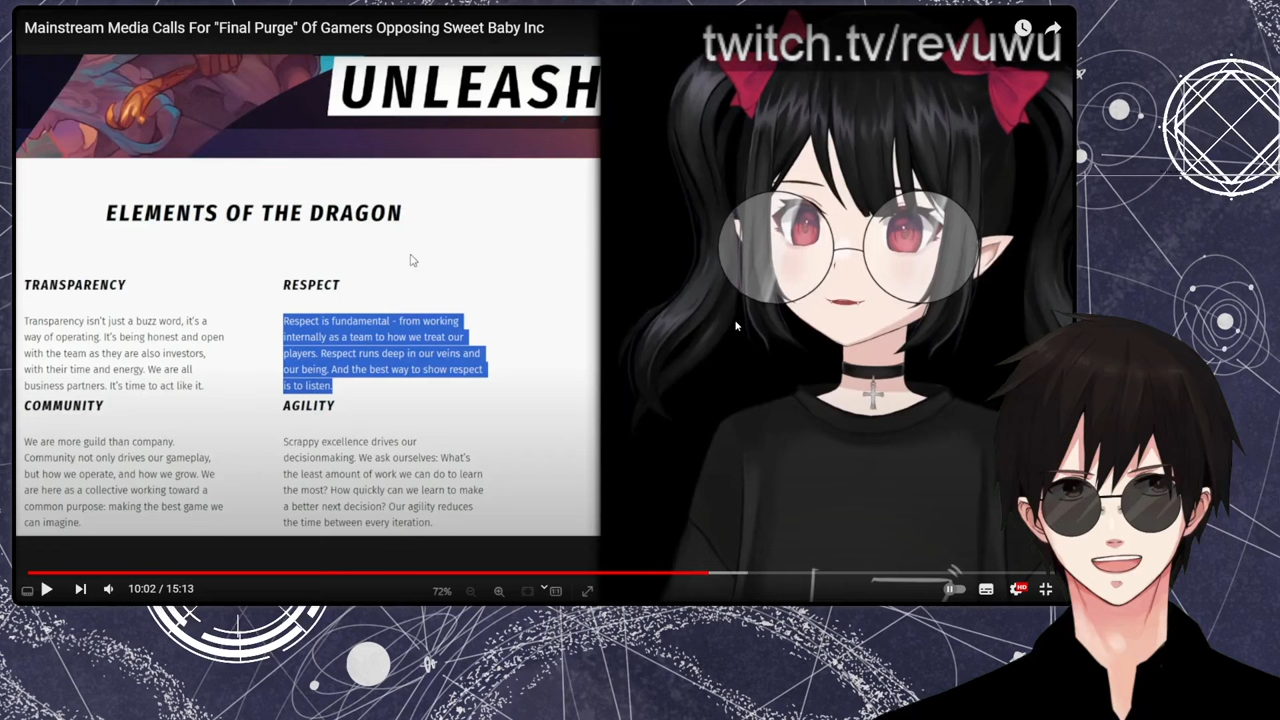 Mainstream Media Calls For "Final Purge" Of Gamers Opposing Sweet Baby Inc
twitch.tv/revuwu
UNLEASH
ELEMENTS OF THE DRAGON
TRANSPARENCY
Transparency isn't just a buzz word, it's a
way of operating. It's being honest and open
with the team as they are also investors,
with their time and energy. We are all
business partners. It's time to act like it.
RESPECT
Respect is fundamental - from working
internally as a team to how we treat our
players. Respect runs deep in our veins and
our being. And the best way to show respect
is to listen.
COMMUNITY
We are more guild than company.
Community not only drives our gameplay,
but how we operate, and how we grow. We
are here as a collective working toward a
common purpose: making the best game we
can imagine.
AGILITY
Scrappy excellence drives our
decisionmaking. We ask ourselves: What's
the least amount of work we can do to learn
the most? How quickly can we learn to make
a better next decision? Our agility reduces
the time between every iteration.
10:02 / 15:13
72%
HD